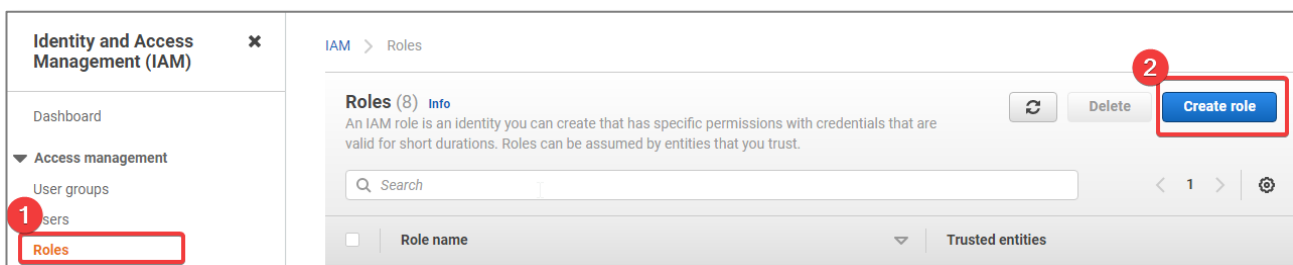 Identity and Access
Management (IAM)
Dashboard
Access management
User groups
1
sers
Roles
IAM > Roles
2
Roles (8) Info
Delete
Create role
An IAM role is an identity you can create that has specific permissions with credentials that are
valid for short durations. Roles can be assumed by entities that you trust.
Search
1
Role name
Trusted entities